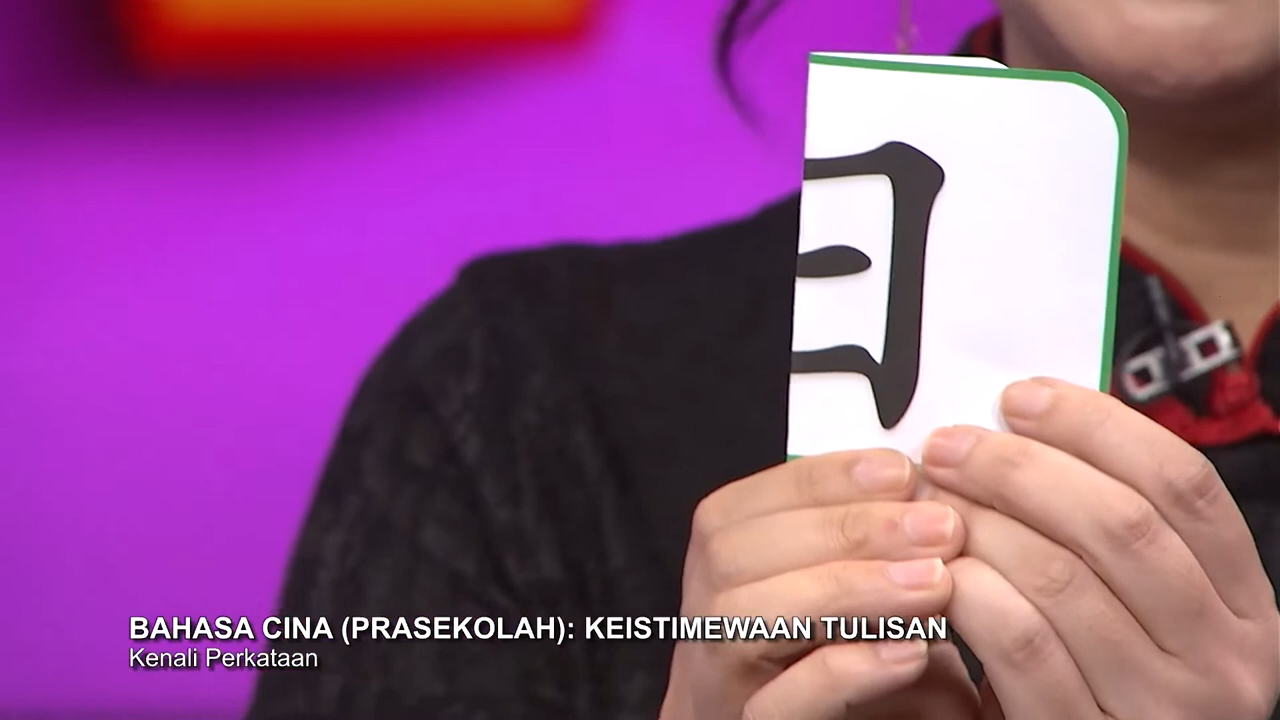 BAHASA CINA (PRASEKOLAH): KEISTIMEWAAN TULISAN
Kenali Perkataan